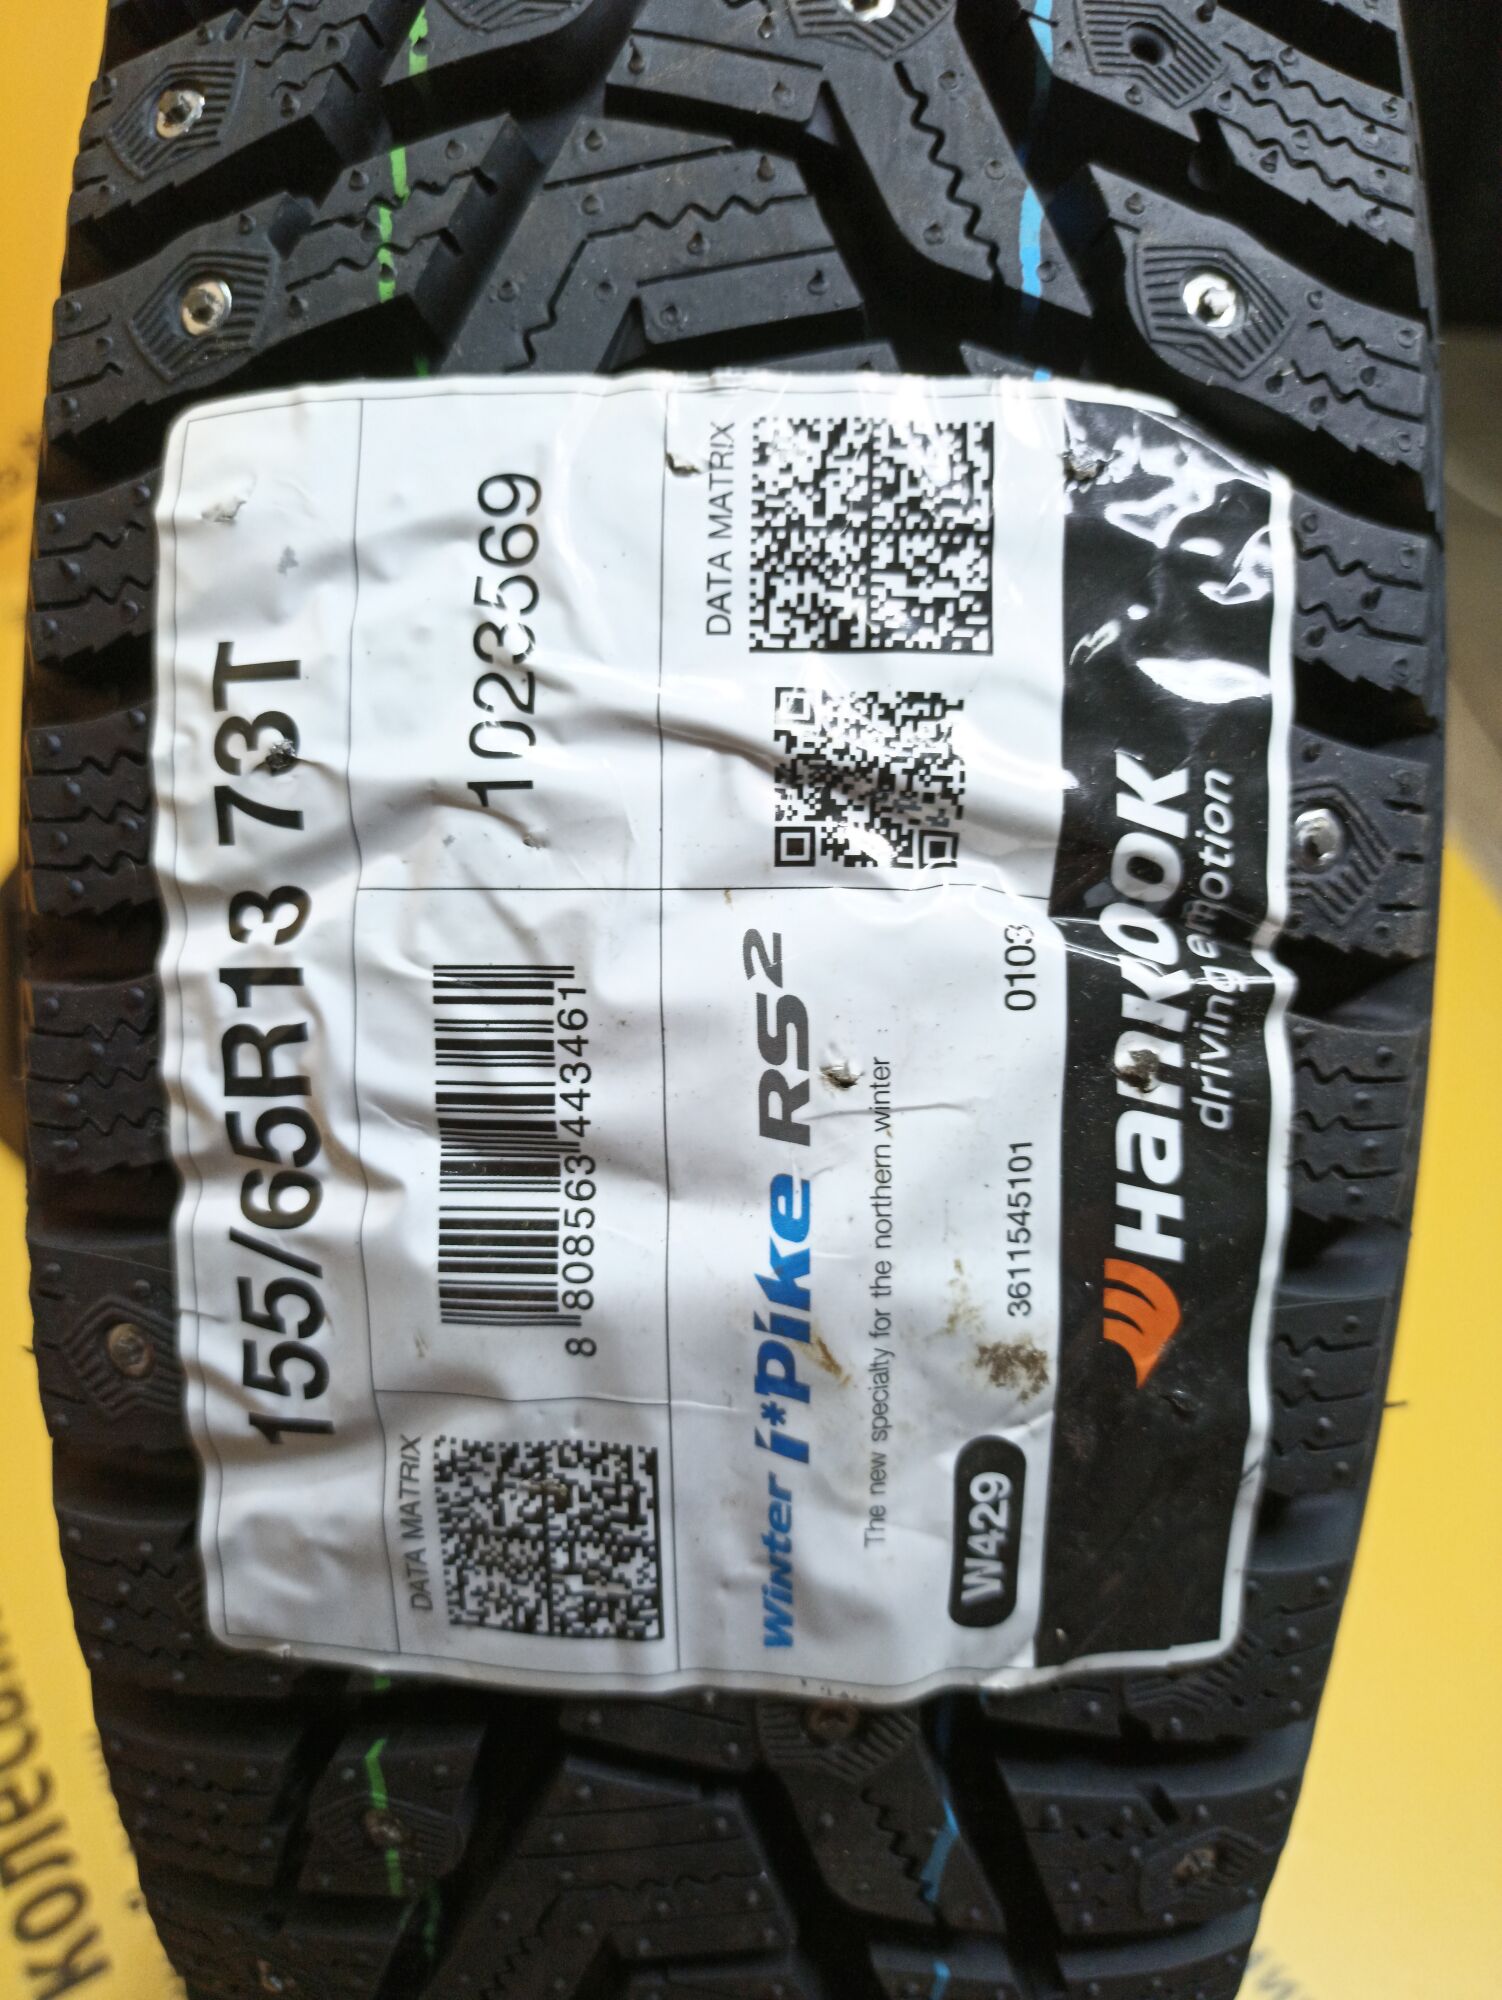 155/65R13 73T
DATA MATRIX
8 808563 443461
1023569
Winter i*Pike RS2
The new specialty for the northern winter
DATA MATRIX
W429
3611545101
0103
Hankook
driving emotion